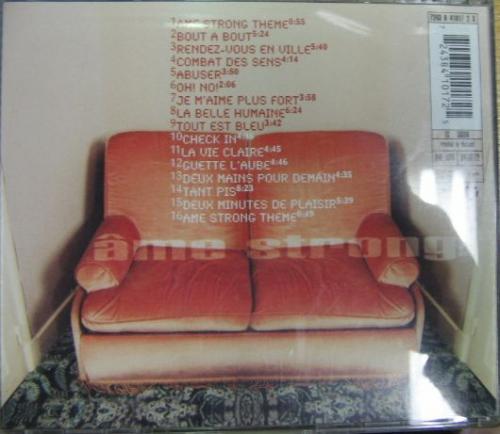 1 AME STRONG THEME 0:55
2 BOUT A BOUT 5:24
3 RENDEZ-VOUS EN VILLE 5:40
4 COMBAT DES SENS 4:14
5 ABUSER 3:50
6 OH! NO! 2:06
7 JE M'AIME PLUS FORT 3:58
8 LA BELLE HUMAINE 6:24
9 TOUT EST BLEU 3:42
10 CHECK IN
11 LA VIE CLAIRE 4:45
12 GUETTE L'AUBE 4:46
13 DEUX MAINS POUR DEMAIN 4:35
14 TANT PIS 8:23
15 DEUX MINUTES DE PLAISIR 5:39
16 AME STRONG THEME 0:49
âme strong